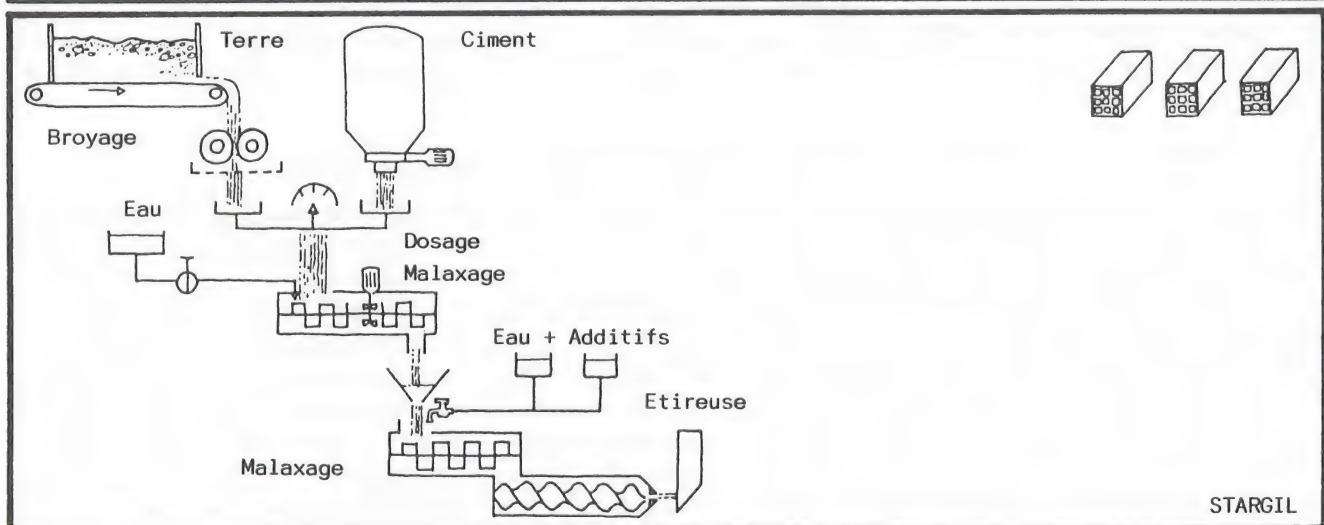 Terre
Ciment
Broyage
Eau
Dosage
Malaxage
Eau + Additifs
Etireuse
Malaxage
STARGIL